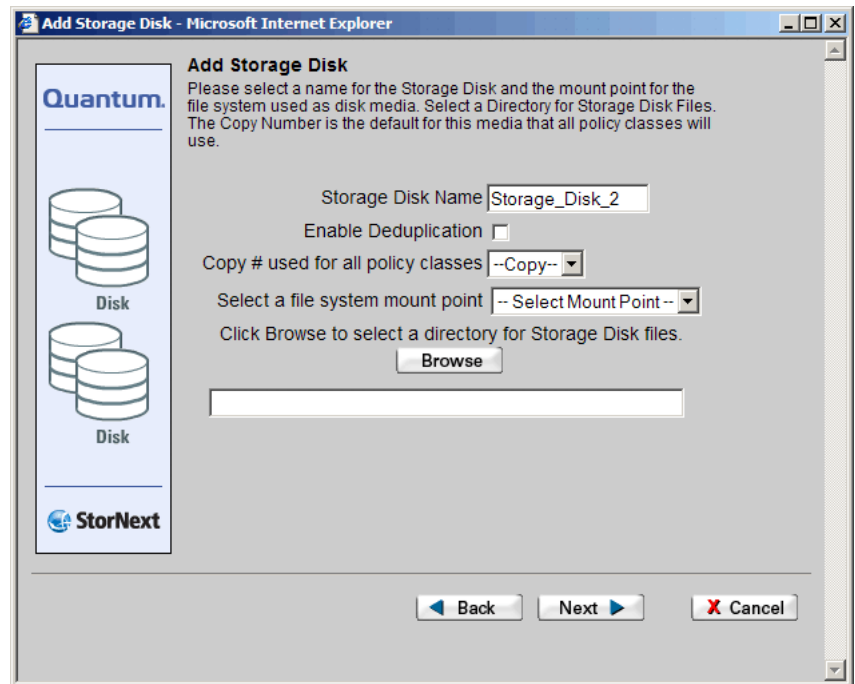 Add Storage Disk - Microsoft Internet Explorer
Quantum.
Disk
Disk
StorNext
Add Storage Disk
Please select a name for the Storage Disk and the mount point for the
file system used as disk media. Select a Directory for Storage Disk Files.
The Copy Number is the default for this media that all policy classes will
use.
Storage Disk Name Storage_Disk_2
Enable Deduplication
Copy # used for all policy classes --Copy--
Select a file system mount point -- Select Mount Point --
Click Browse to select a directory for Storage Disk files.
Browse
Back Next X Cancel